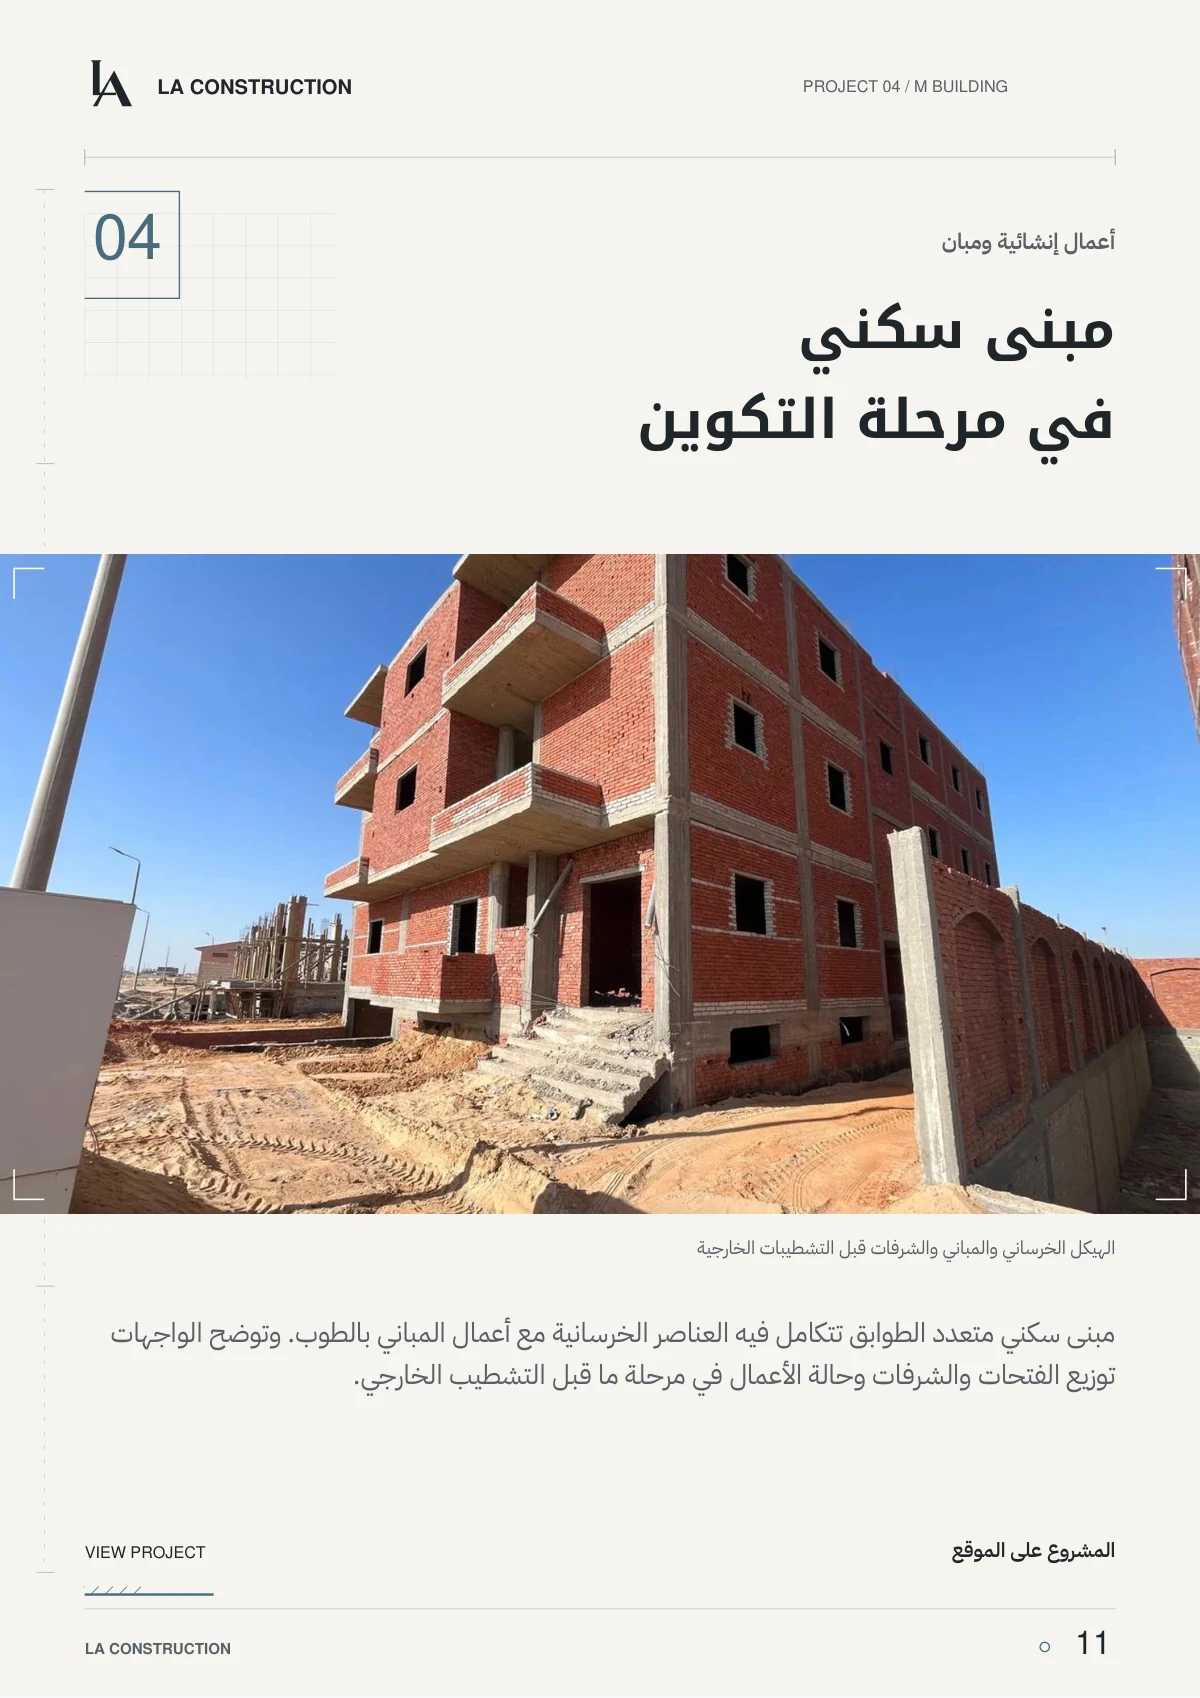 LA LA CONSTRUCTION
PROJECT 04 / M BUILDING
04
أعمال إنشائية ومبان
مبنى سكني
في مرحلة التكوين
الهيكل الخرساني والمباني والشرفات قبل التشطيبات الخارجية
مبنى سكني متعدد الطوابق تتكامل فيه العناصر الخرسانية مع أعمال المباني بالطوب. وتوضح الواجهات
توزيع الفتحات والشرفات وحالة الأعمال في مرحلة ما قبل التشطيب الخارجي.
المشروع على الموقع
VIEW PROJECT
LA CONSTRUCTION
11